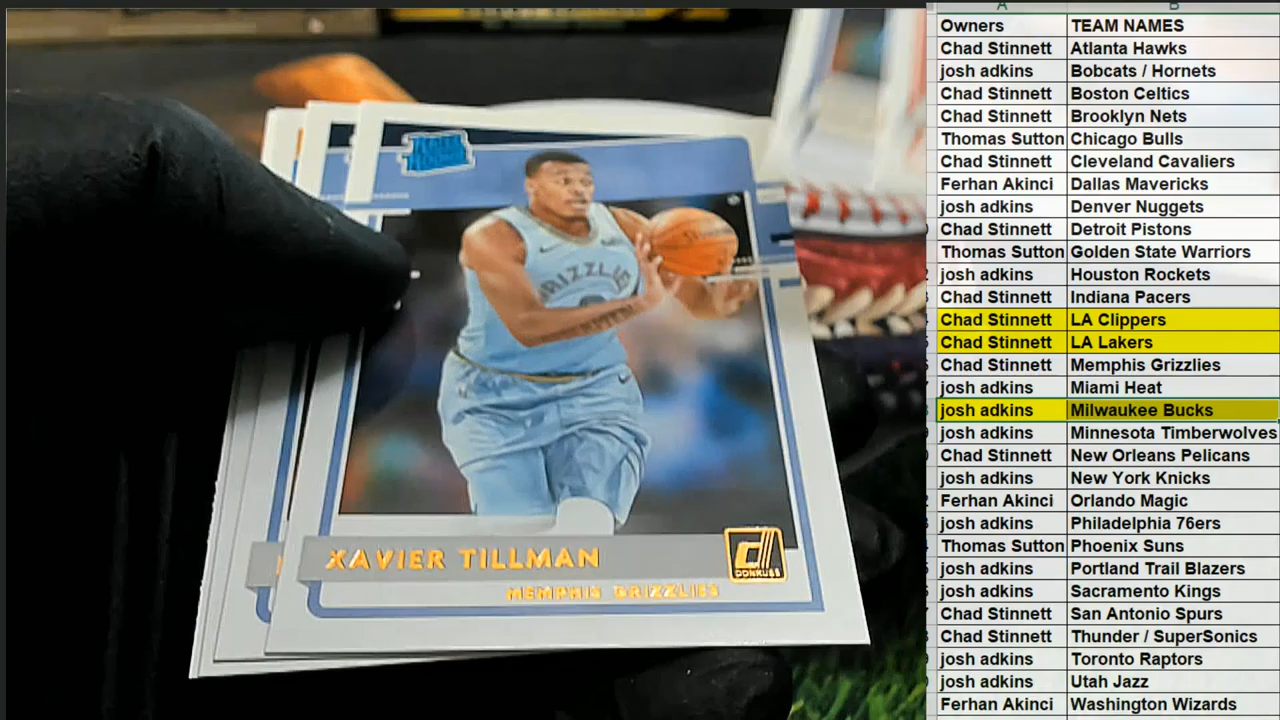 RATED ROOKIE
GRIZZLIES
XAVIER TILLMAN
MEMPHIS GRIZZLIES
DONRUSS
A B
Owners TEAM NAMES
Chad Stinnett Atlanta Hawks
josh adkins Bobcats / Hornets
Chad Stinnett Boston Celtics
Chad Stinnett Brooklyn Nets
Thomas Sutton Chicago Bulls
Chad Stinnett Cleveland Cavaliers
Ferhan Akinci Dallas Mavericks
josh adkins Denver Nuggets
Chad Stinnett Detroit Pistons
Thomas Sutton Golden State Warriors
josh adkins Houston Rockets
Chad Stinnett Indiana Pacers
Chad Stinnett LA Clippers
Chad Stinnett LA Lakers
Chad Stinnett Memphis Grizzlies
josh adkins Miami Heat
josh adkins Milwaukee Bucks
josh adkins Minnesota Timberwolves
Chad Stinnett New Orleans Pelicans
josh adkins New York Knicks
Ferhan Akinci Orlando Magic
josh adkins Philadelphia 76ers
Thomas Sutton Phoenix Suns
josh adkins Portland Trail Blazers
josh adkins Sacramento Kings
Chad Stinnett San Antonio Spurs
Chad Stinnett Thunder / SuperSonics
josh adkins Toronto Raptors
josh adkins Utah Jazz
Ferhan Akinci Washington Wizards